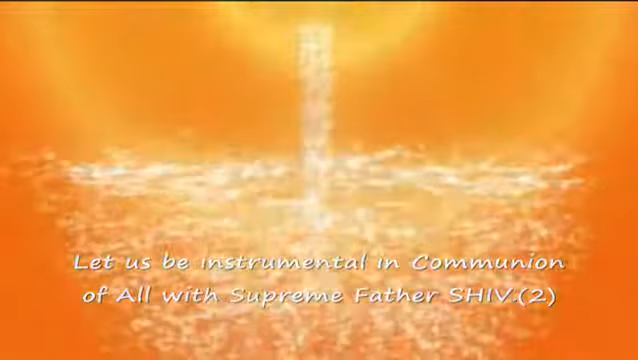 Let us be instrumental in Communion
of All with Supreme Father SHIV.(2)